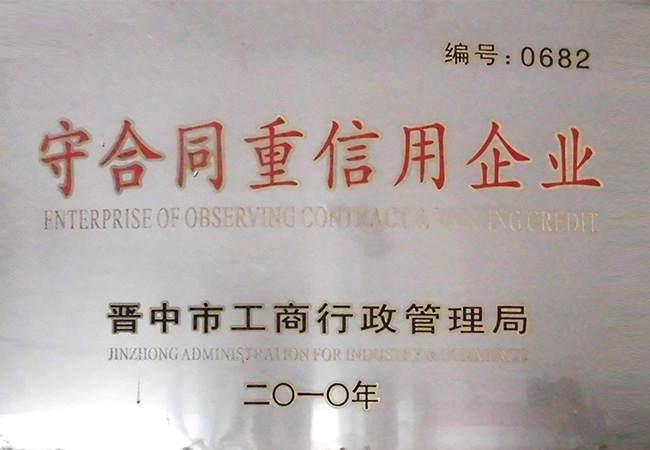 编号：0682
守合同重信用企业
ENTERPRISE OF OBSERVING CONTRACT & CREDIT
晋中市工商行政管理局
JINZHONG ADMINISTRATION FOR INDUSTRY &
二〇一〇年